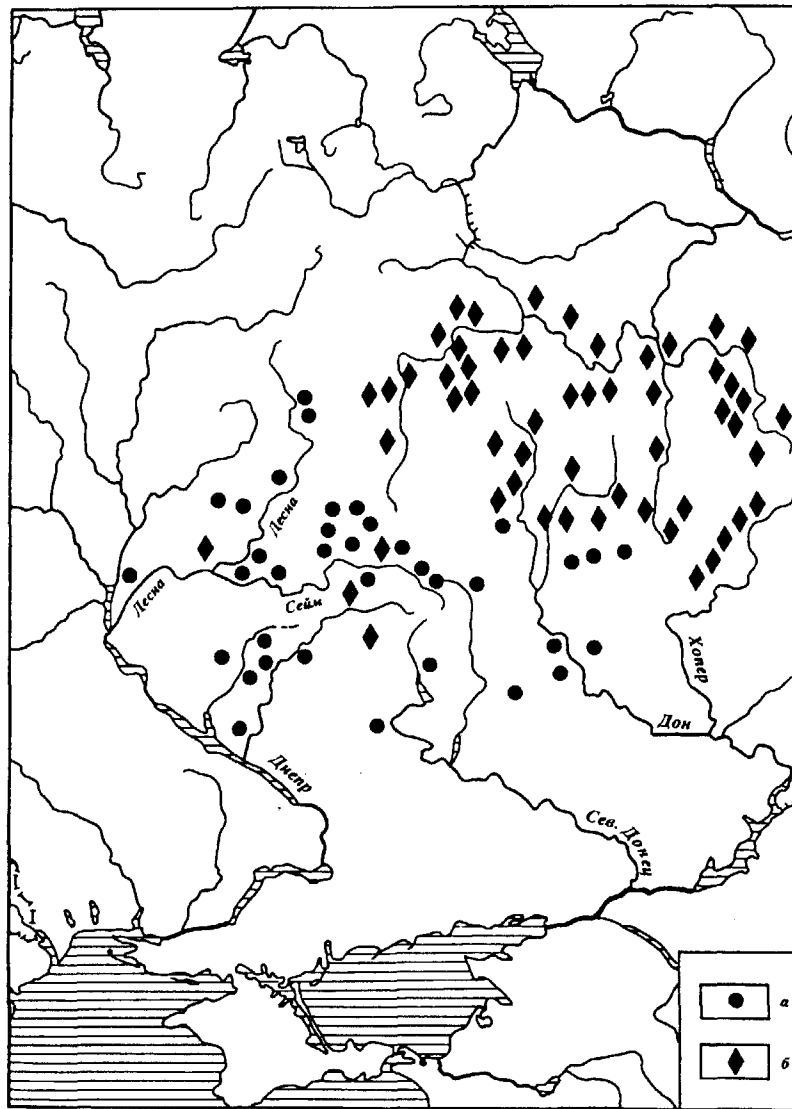 Десна
Десна
Сейм
Хопер
Дон
Днепр
Сев. Донец
а
б